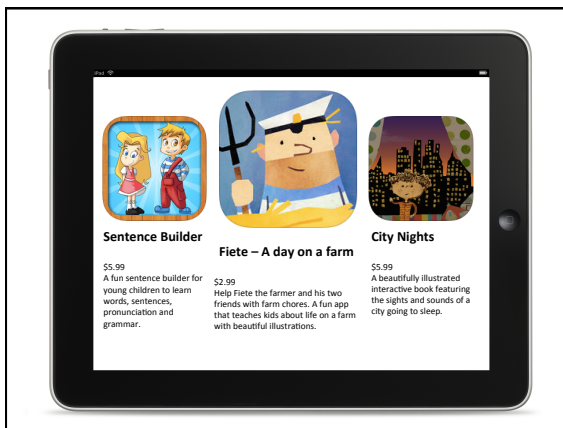 iPad
Sentence Builder
$5.99
A fun sentence builder for
young children to learn
words, sentences,
pronunciation and
grammar.
Fiete – A day on a farm
$2.99
Help Fiete the farmer and his two
friends with farm chores. A fun app
that teaches kids about life on a farm
with beautiful illustrations.
City Nights
$5.99
A beautifully illustrated
interactive book featuring
the sights and sounds of a
city going to sleep.